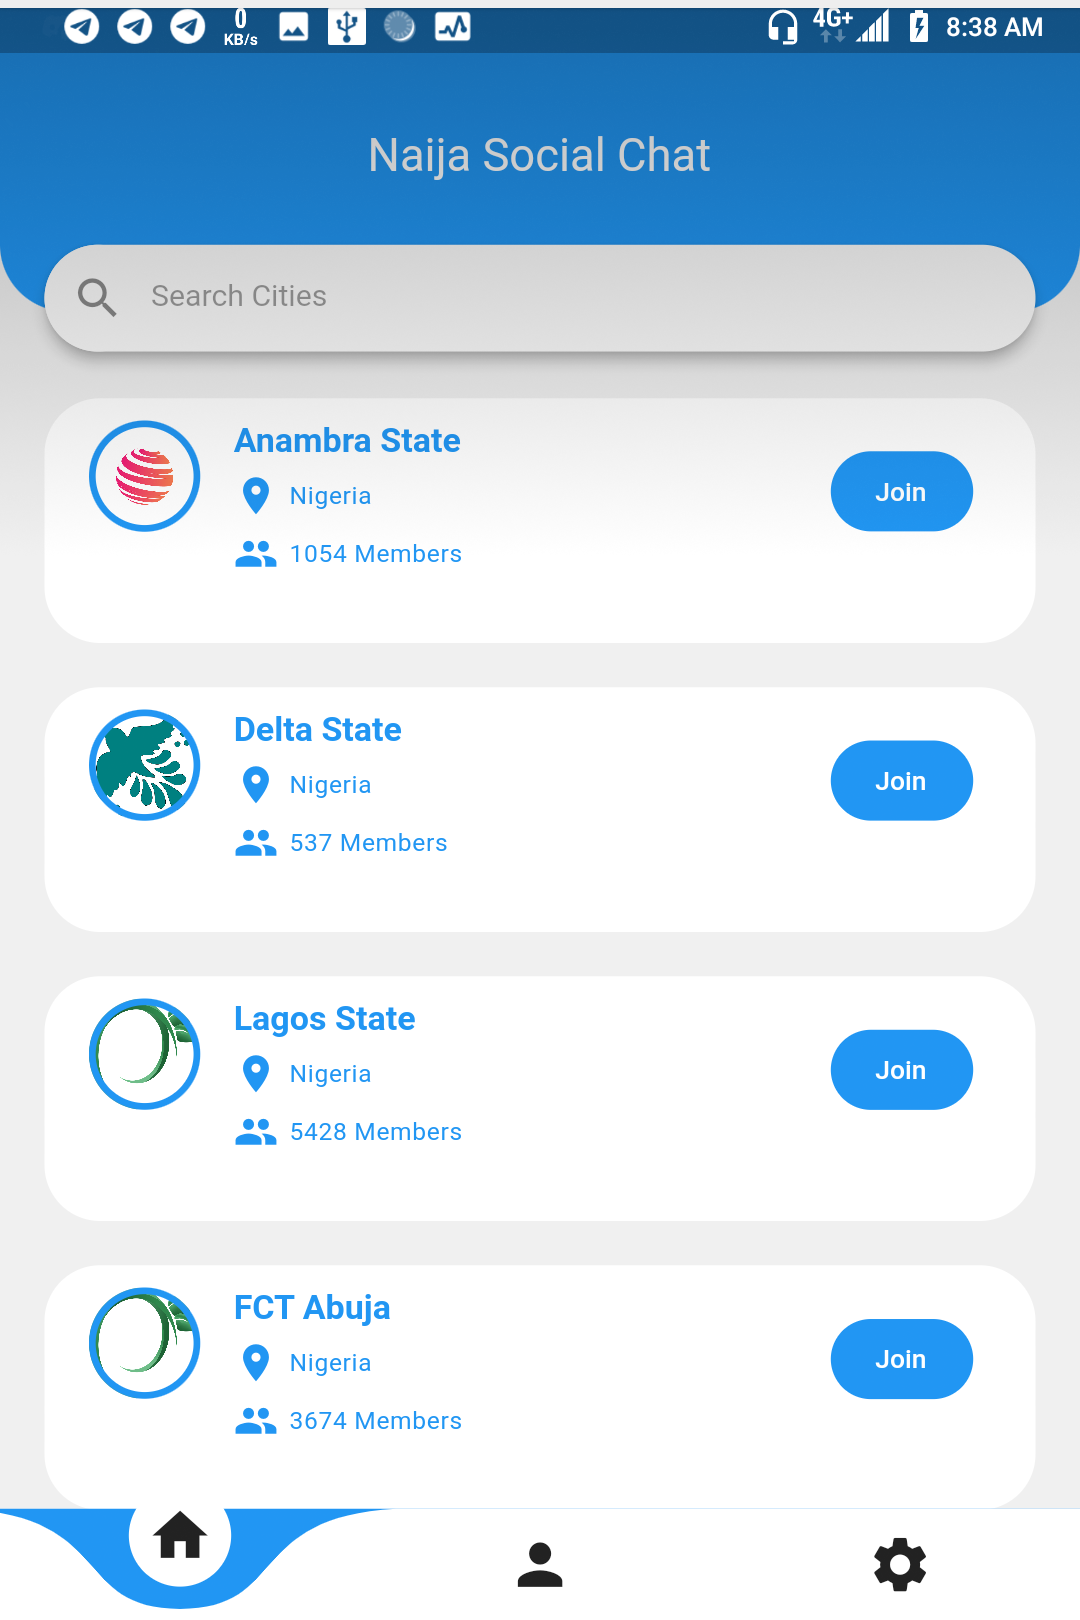 0
KB/s
4G+
8:38 AM
Naija Social Chat
Search Cities
Anambra State
Nigeria
1054 Members
Join
Delta State
Nigeria
537 Members
Join
Lagos State
Nigeria
5428 Members
Join
FCT Abuja
Nigeria
3674 Members
Join